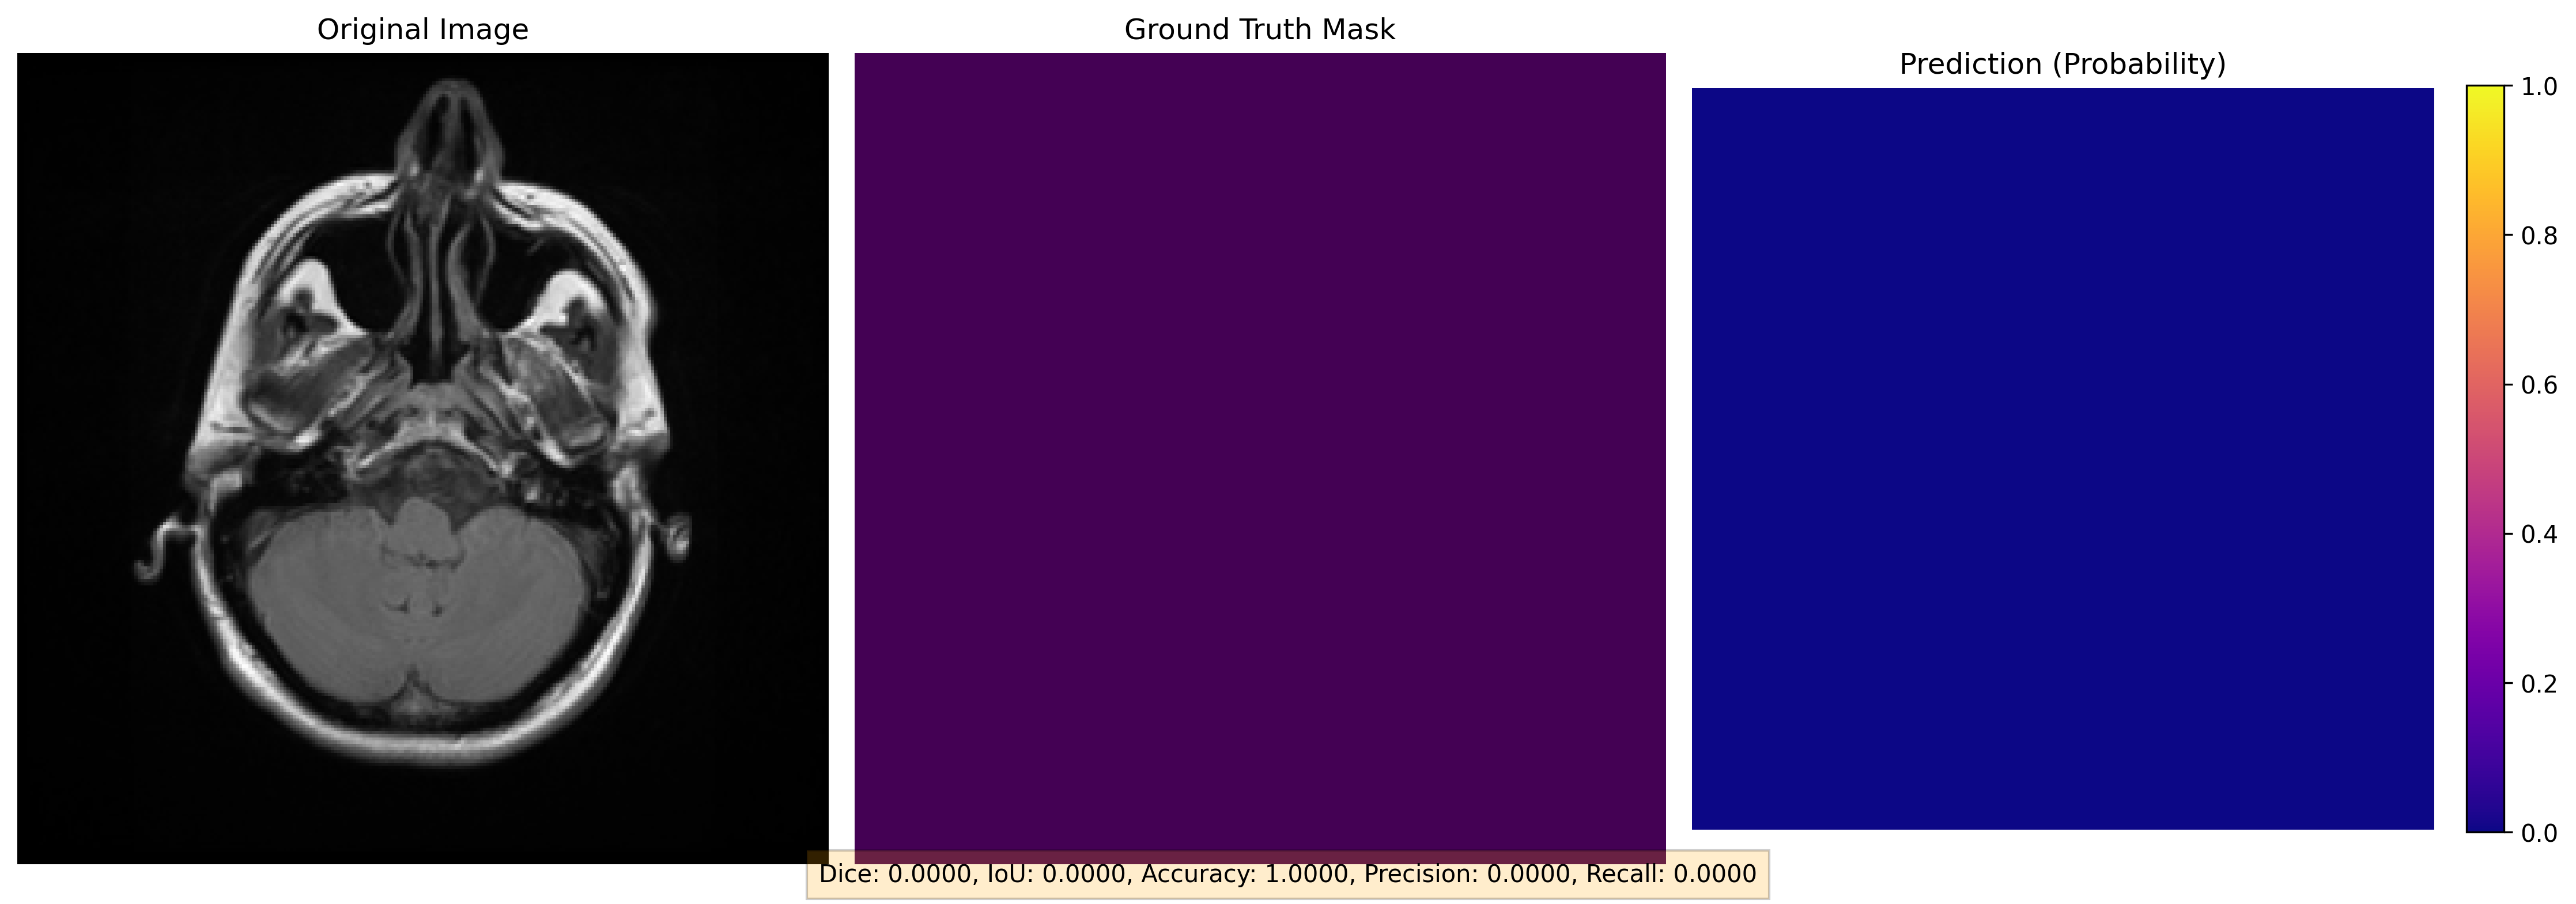 Original Image
Ground Truth Mask
Prediction (Probability)
1.0
0.8
0.6
0.4
0.2
0.0
Dice: 0.0000, IoU: 0.0000, Accuracy: 1.0000, Precision: 0.0000, Recall: 0.0000